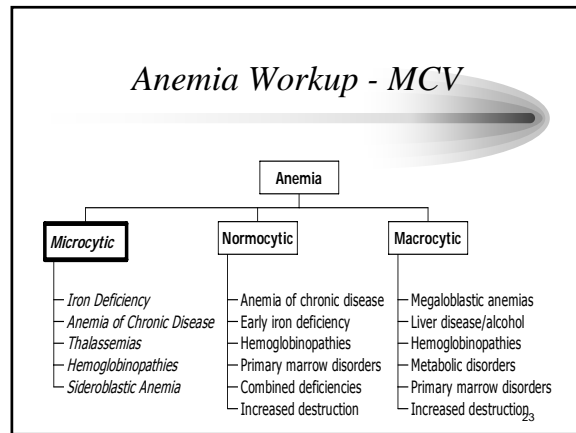 Anemia Workup - MCV
Anemia
Microcytic
Iron Deficiency
Anemia of Chronic Disease
Thalassemias
Hemoglobinopathies
Sideroblastic Anemia
Normocytic
Anemia of chronic disease
Early iron deficiency
Hemoglobinopathies
Primary marrow disorders
Combined deficiencies
Increased destruction
Macrocytic
Megaloblastic anemias
Liver disease/alcohol
Hemoglobinopathies
Metabolic disorders
Primary marrow disorders
Increased destruction
23